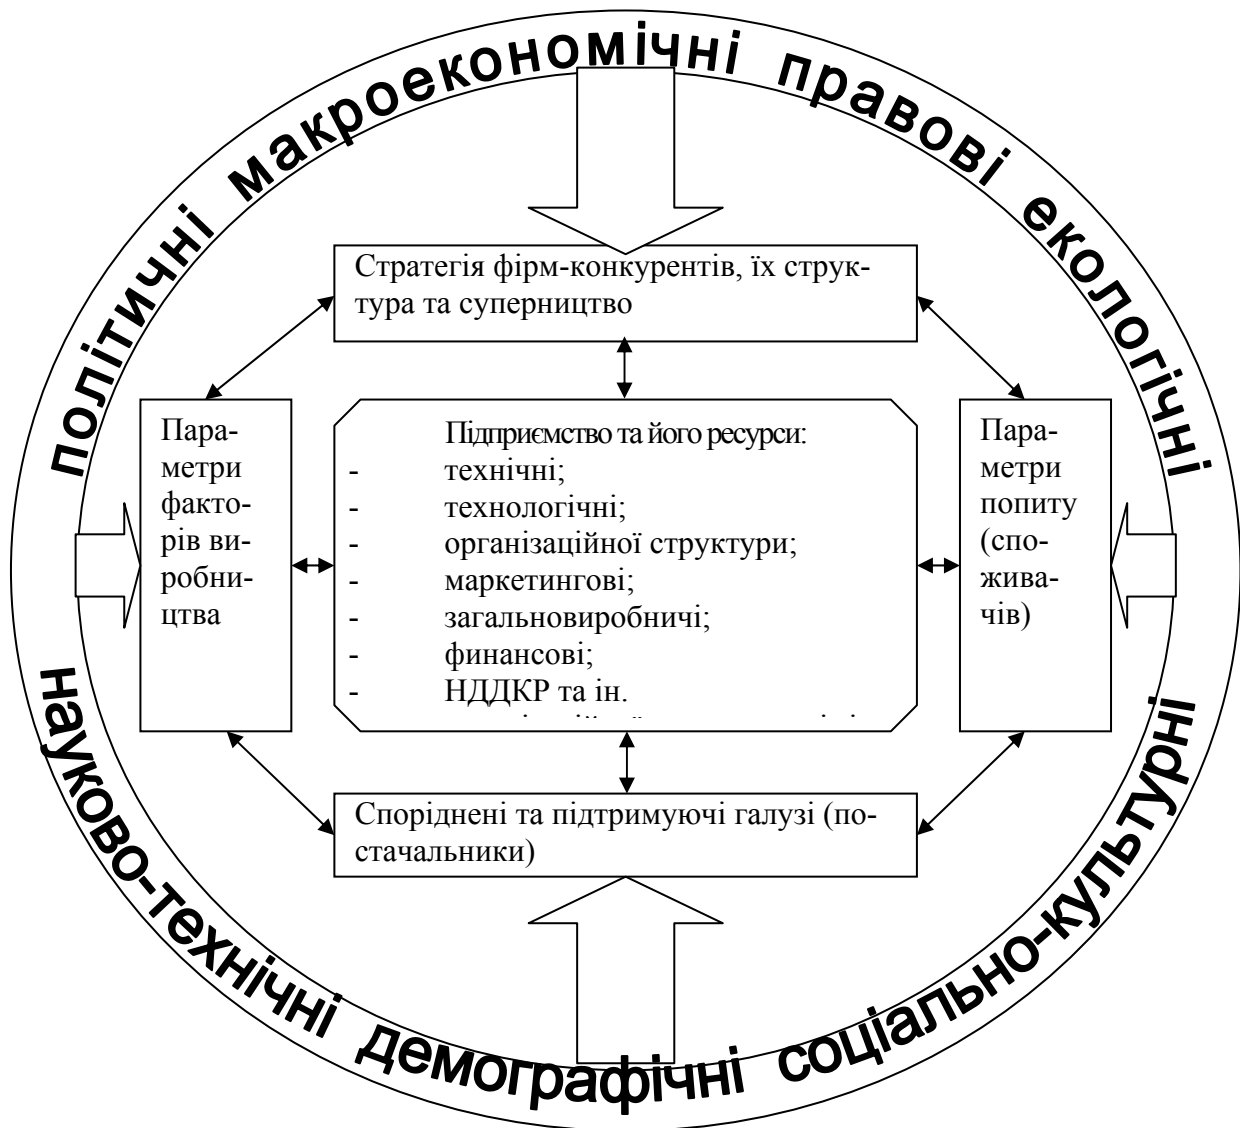 політичні макроекономічні правові екологічні
Стратегія фірм-конкурентів, їх струк-
тура та суперництво
Пара-
метри
факто-
рів ви-
робни-
цтва
Підприємство та його ресурси:
- технічні;
- технологічні;
- організаційної структури;
- маркетингові;
- загальновиробничі;
- финансові;
- НДДКР та ін.
Пара-
метри
попиту
(спо-
жива-
чів)
Споріднені та підтримуючі галузі (по-
стачальники)
науково-технічні демографічні соціально-культурні